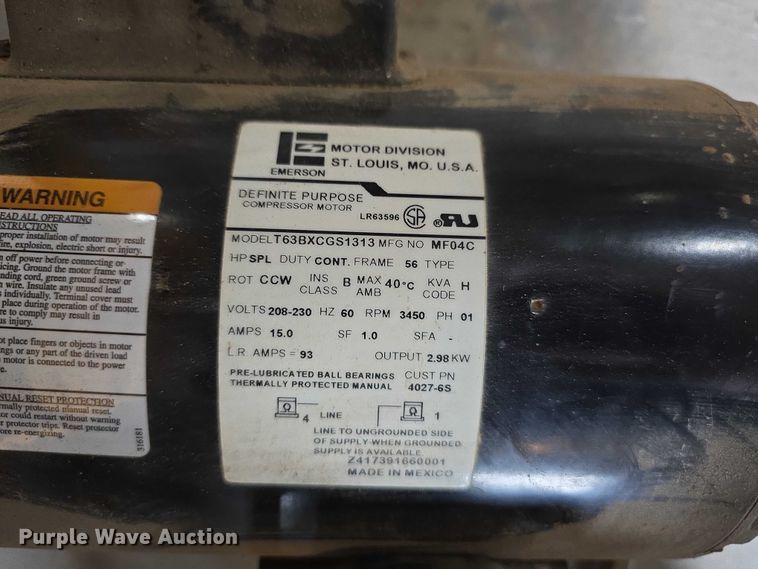 WARNING
READ ALL OPERATING
INSTRUCTIONS
proper installation of motor may result
fire, explosion, electric short or injury.
off power before connecting or
icing. Ground the motor frame with
green ground screw or
wire. Insulate any unused lead
individually. Terminal cover must
place during operation of the motor.
re to comply may result in
us injury.
ot place fingers or objects in motor
ngs or any part of the driven load
motor is connected to the power
MANUAL RESET PROTECTION
rmally protected manual reset.
or could restart without warning
protector trips. Reset protector
fore re-energizing.
316181
EMERSON
MOTOR DIVISION
ST. LOUIS, MO. U.S.A.
DEFINITE PURPOSE
COMPRESSOR MOTOR
LR63596 SA ® RU
MODEL T63BXCGS1313 MFG NO MF04C
HP SPL DUTY CONT. FRAME 56 TYPE
ROT CCW INS CLASS B MAX AMB 40°C KVA CODE H
VOLTS 208-230 HZ 60 RPM 3450 PH 01
AMPS 15.0 SF 1.0 SFA -
L.R. AMPS = 93 OUTPUT 2.98 KW
PRE-LUBRICATED BALL BEARINGS CUST PN
THERMALLY PROTECTED MANUAL 4027-6S
4 LINE 1
LINE TO UNGROUNDED SIDE
OF SUPPLY WHEN GROUNDED
SUPPLY IS AVAILABLE.
Z417391660001
MADE IN MEXICO
Purple Wave Auction®